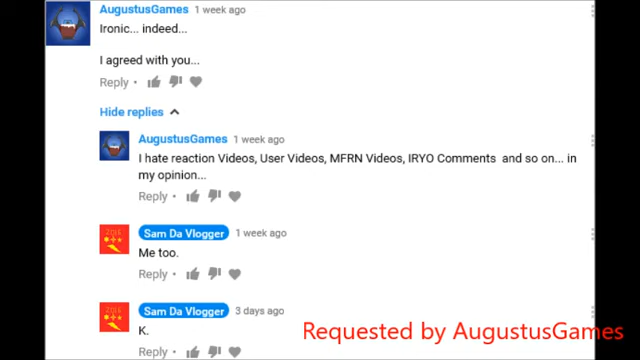 AugustusGames 1 week ago
Ironic... indeed...
I agreed with you...
Reply •
Hide replies
AugustusGames 1 week ago
I hate reaction Videos, User Videos, MFRN Videos, IRYO Comments and so on... in
my opinion...
Reply •
Sam Da Vlogger 1 week ago
Me too.
Reply •
Sam Da Vlogger 3 days ago
K.
Reply •
Requested by AugustusGames